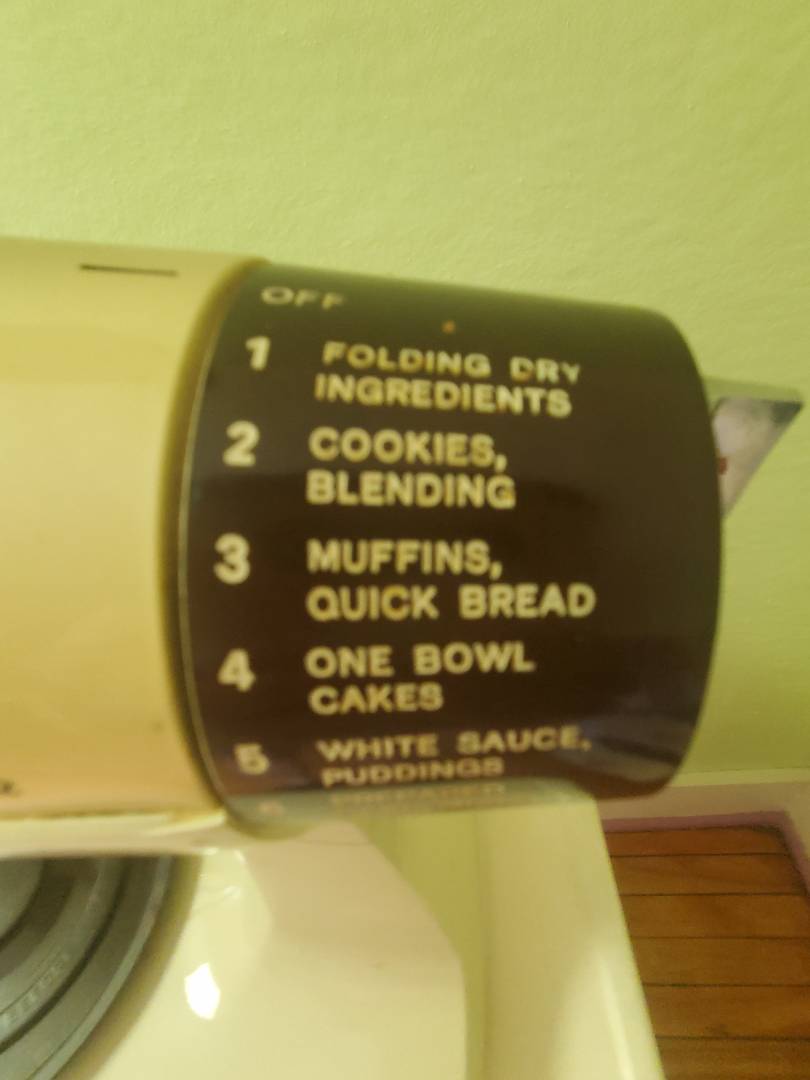 OFF
1 FOLDING DRY
INGREDIENTS
2 COOKIES,
BLENDING
3 MUFFINS,
QUICK BREAD
4 ONE BOWL
CAKES
5 WHITE SAUCE,
PUDDINGS